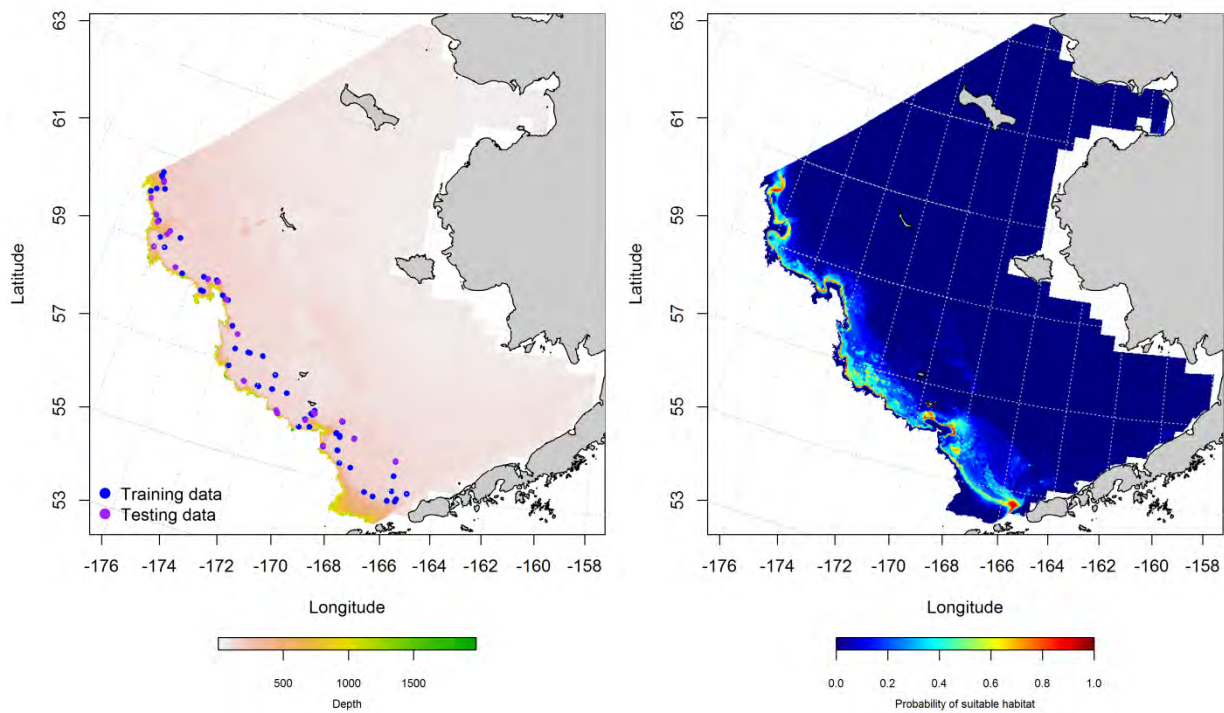 63
61
59
57
55
53
Latitude
Training data
Testing data
-176 -174 -172 -170 -168 -166 -164 -162 -160 -158
Longitude
500 1000 1500
Depth
63
61
59
57
55
53
Latitude
-176 -174 -172 -170 -168 -166 -164 -162 -160 -158
Longitude
0.0 0.2 0.4 0.6 0.8 1.0
Probability of suitable habitat